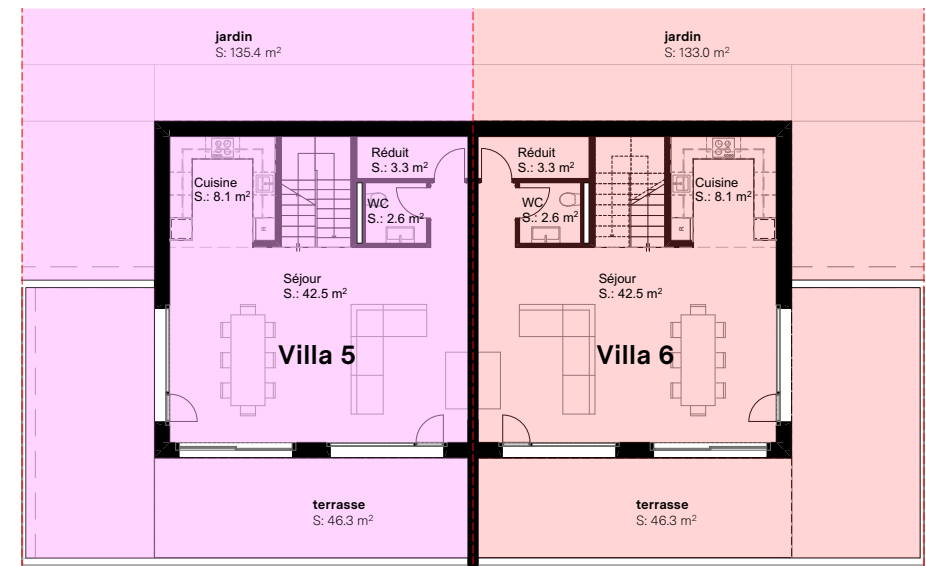 jardin
S: 135.4 m²
jardin
S: 133.0 m²
Réduit
S.: 3.3 m²
Réduit
S.: 3.3 m²
Cuisine
S.: 8.1 m²
WC
S.: 2.6 m²
WC
S.: 2.6 m²
Cuisine
S.: 8.1 m²
R
R
Séjour
S.: 42.5 m²
Séjour
S.: 42.5 m²
Villa 5
Villa 6
terrasse
S: 46.3 m²
terrasse
S: 46.3 m²